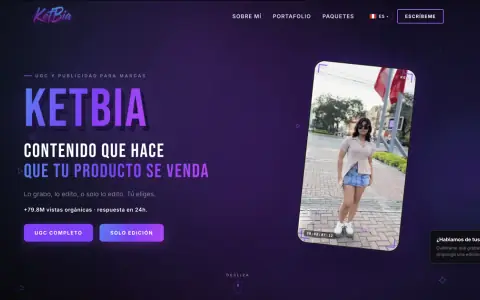 KetBia
SOBRE MÍ
PORTAFOLIO
PAQUETES
ES
ESCRÍBEME
UGC Y PUBLICIDAD PARA MARCAS
KETBIA
CONTENIDO QUE HACE
QUE TU PRODUCTO SE VENDA
Lo grabo, lo edito, o solo lo edito. Tú eliges.
+79.8M vistas orgánicas · respuesta en 24h.
UGC COMPLETO
SOLO EDICIÓN
DESLIZA
¿Hablamos de tus